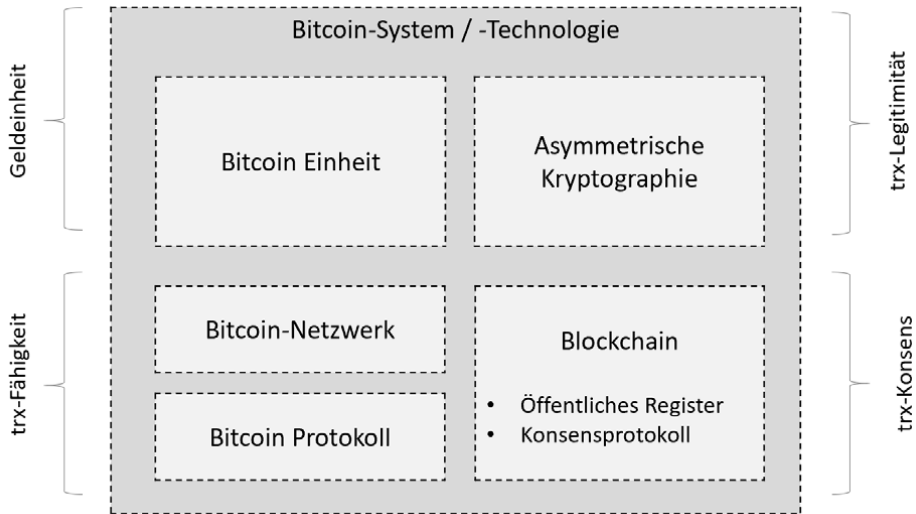 Bitcoin-System / -Technologie
Geldeinheit
Bitcoin Einheit
Asymmetrische
Kryptographie
trx-Legitimität
trx-Fähigkeit
Bitcoin-Netzwerk
Bitcoin Protokoll
Blockchain
• Öffentliches Register
• Konsensprotokoll
trx-Konsens